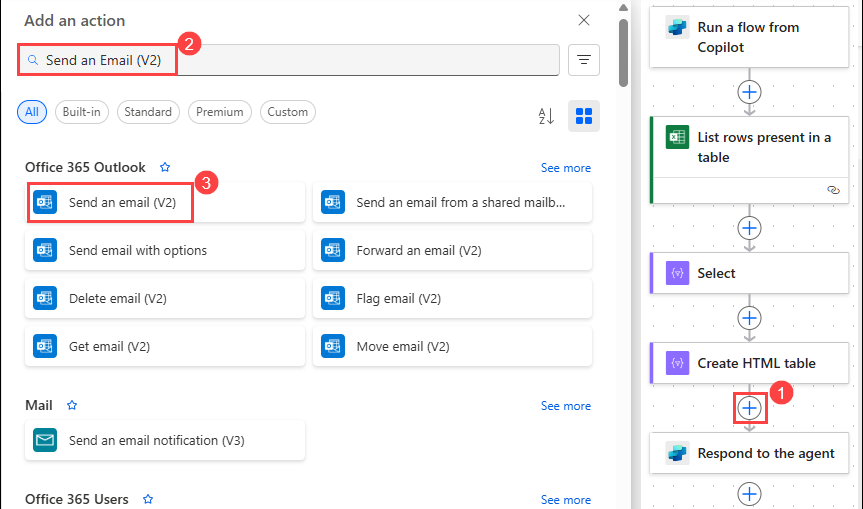 Add an action
2
Send an Email (V2)
All
Built-in
Standard
Premium
Custom
A
Z
Office 365 Outlook
See more
3
Send an email (V2)
Send an email from a shared mailb...
Send email with options
Forward an email (V2)
Delete email (V2)
Flag email (V2)
Get email (V2)
Move email (V2)
Mail
See more
Send an email notification (V3)
Office 365 Users
See more
Run a flow from
Copilot
List rows present in a
table
Select
Create HTML table
1
Respond to the agent